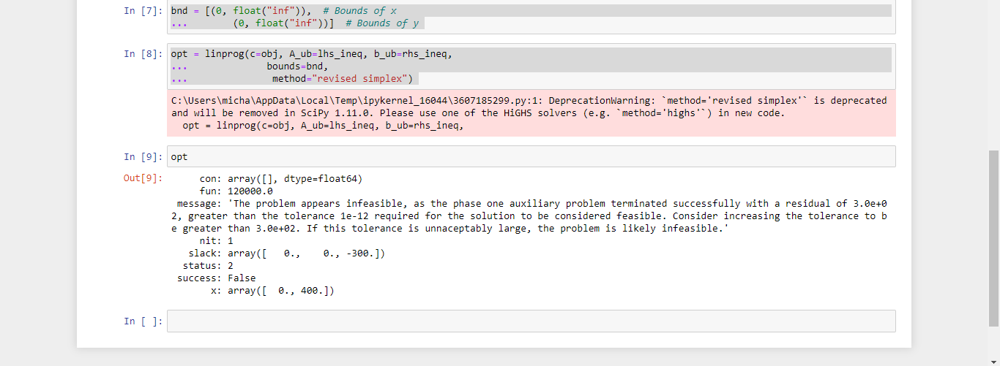 In [7]: bnd = [(0, float("inf")),  # Bounds of x
...        (0, float("inf"))]  # Bounds of y
In [8]: opt = linprog(c=obj, A_ub=lhs_ineq, b_ub=rhs_ineq,
...              bounds=bnd,
...               method="revised simplex")
C:\Users\micha\AppData\Local\Temp\ipykernel_16044\3607185299.py:1: DeprecationWarning: `method='revised simplex'` is deprecated
and will be removed in SciPy 1.11.0. Please use one of the HiGHS solvers (e.g. `method='highs'`) in new code.
  opt = linprog(c=obj, A_ub=lhs_ineq, b_ub=rhs_ineq,
In [9]: opt
Out[9]:
     con: array([], dtype=float64)
     fun: 120000.0
 message: 'The problem appears infeasible, as the phase one auxiliary problem terminated successfully with a residual of 3.0e+0
2, greater than the tolerance 1e-12 required for the solution to be considered feasible. Consider increasing the tolerance to b
e greater than 3.0e+02. If this tolerance is unnaceptably large, the problem is likely infeasible.'
     nit: 1
   slack: array([   0.,    0., -300.])
  status: 2
 success: False
       x: array([  0., 400.])
In [ ]: